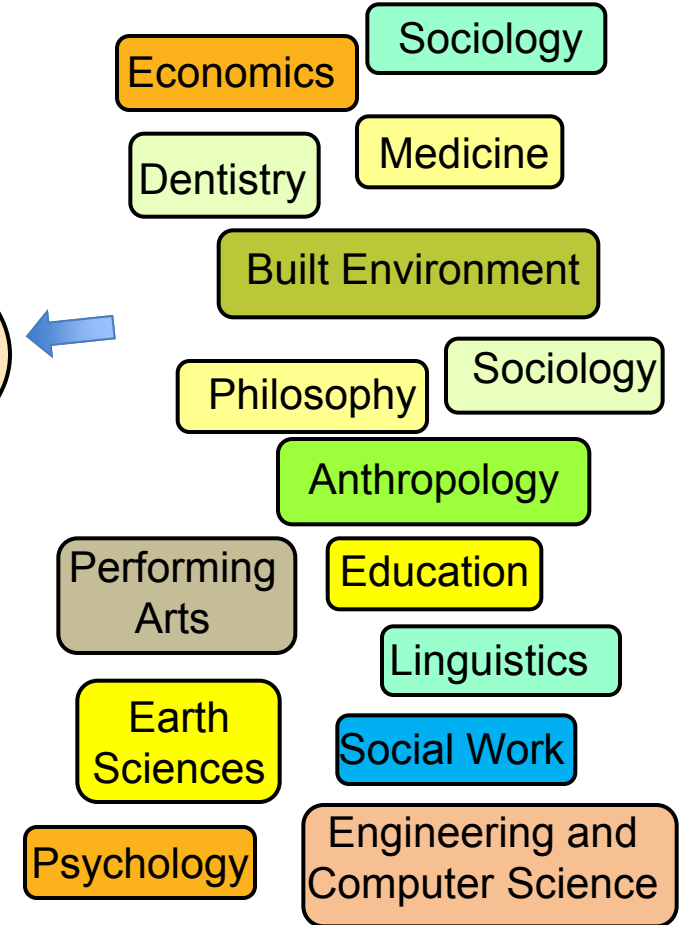 Sociology
Economics
Medicine
Dentistry
Built Environment
Sociology
Philosophy
Anthropology
Performing
Arts
Education
Linguistics
Earth
Sciences
Social Work
Engineering and
Computer Science
Psychology